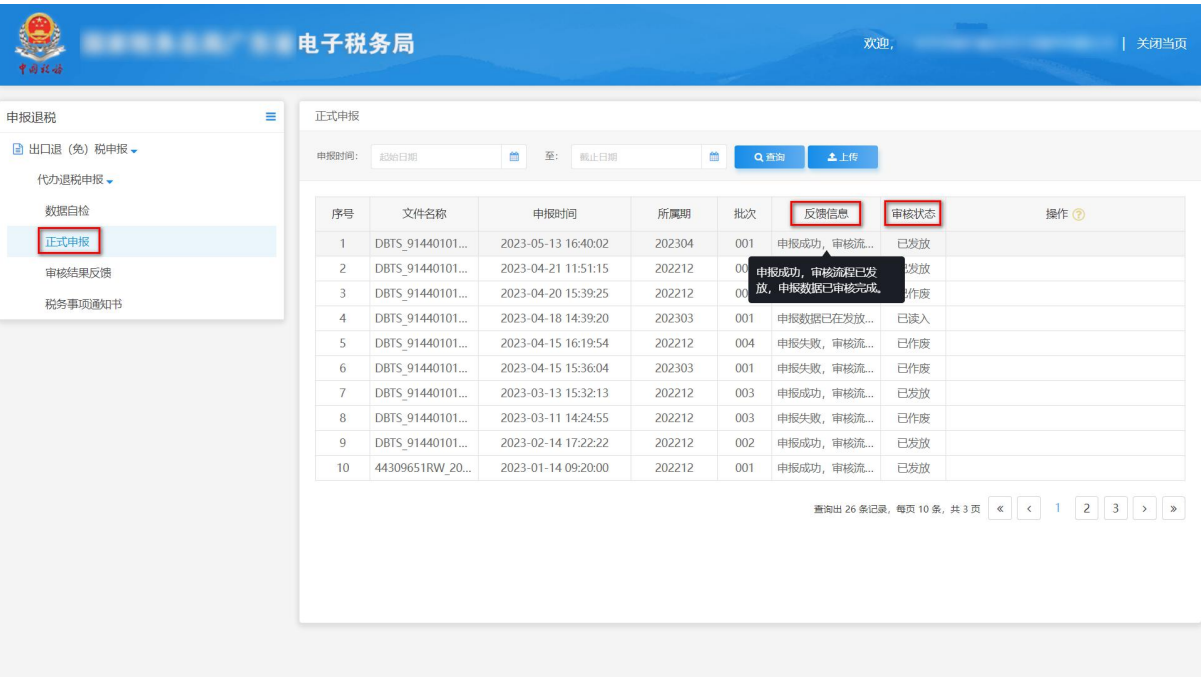 电子税务局
欢迎,
| 关闭当页
中国税务
申报退税
出口退（免）税申报
代办退税申报
数据自检
正式申报
审核结果反馈
税务事项通知书
正式申报
申报时间: 起始日期 至: 截止日期 查询 上传
序号 文件名称 申报时间 所属期 批次 反馈信息 审核状态 操作 ?
1 DBTS_91440101... 2023-05-13 16:40:02 202304 001 申报成功，审核流... 已发放
申报成功，审核流程已发
放，申报数据已审核完成。
2 DBTS_91440101... 2023-04-21 11:51:15 202212 00 发放
3 DBTS_91440101... 2023-04-20 15:39:25 202212 00 作废
4 DBTS_91440101... 2023-04-18 14:39:20 202303 001 申报数据已在发放... 已读入
5 DBTS_91440101... 2023-04-15 16:19:54 202212 004 申报失败，审核流... 已作废
6 DBTS_91440101... 2023-04-15 15:36:04 202303 001 申报失败，审核流... 已作废
7 DBTS_91440101... 2023-03-13 15:32:13 202212 003 申报成功，审核流... 已发放
8 DBTS_91440101... 2023-03-11 14:24:55 202212 003 申报失败，审核流... 已作废
9 DBTS_91440101... 2023-02-14 17:22:22 202212 002 申报成功，审核流... 已发放
10 44309651RW_20... 2023-01-14 09:20:00 202212 001 申报成功，审核流... 已发放
查询出 26 条记录, 每页 10 条, 共 3 页 « ‹ 1 2 3 › »